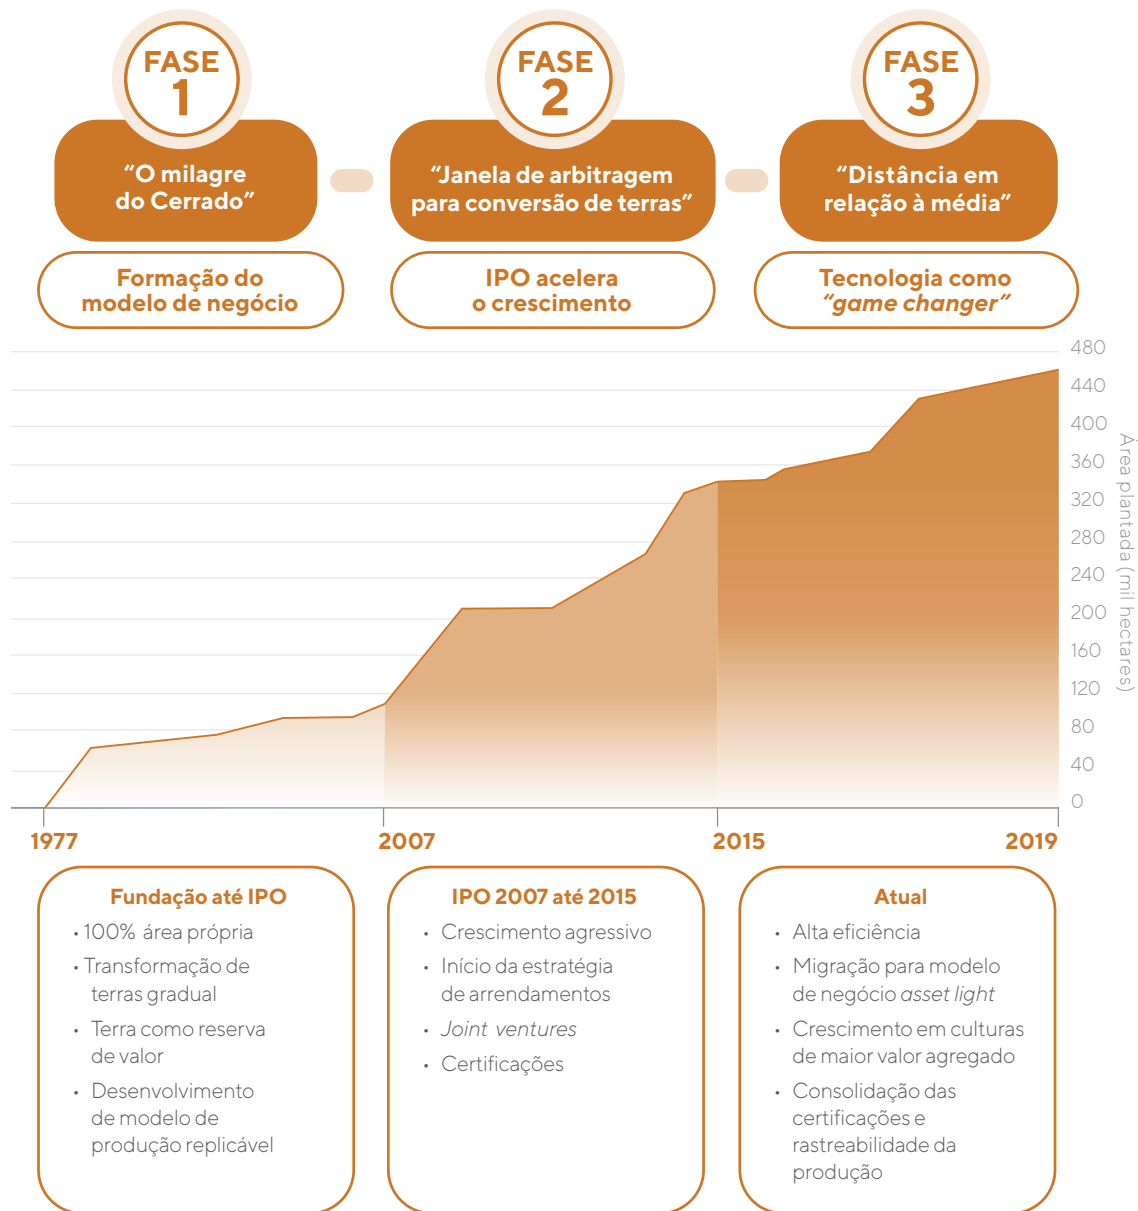 FASE
1
FASE
2
FASE
3
“O milagre
do Cerrado”
“Janela de arbitragem
para conversão de terras”
“Distância em
relação à média”
Formação do
modelo de negócio
IPO acelera
o crescimento
Tecnologia como
“game changer”
480
440
400
360
320
280
240
200
160
120
80
40
0
Área plantada (mil hectares)
1977
2007
2015
2019
Fundação até IPO
• 100% área própria
• Transformação de
terras gradual
• Terra como reserva
de valor
• Desenvolvimento
de modelo de
produção replicável
IPO 2007 até 2015
• Crescimento agressivo
• Início da estratégia
de arrendamentos
• Joint ventures
• Certificações
Atual
• Alta eficiência
• Migração para modelo
de negócio asset light
• Crescimento em culturas
de maior valor agregado
• Consolidação das
certificações e
rastreabilidade da
produção